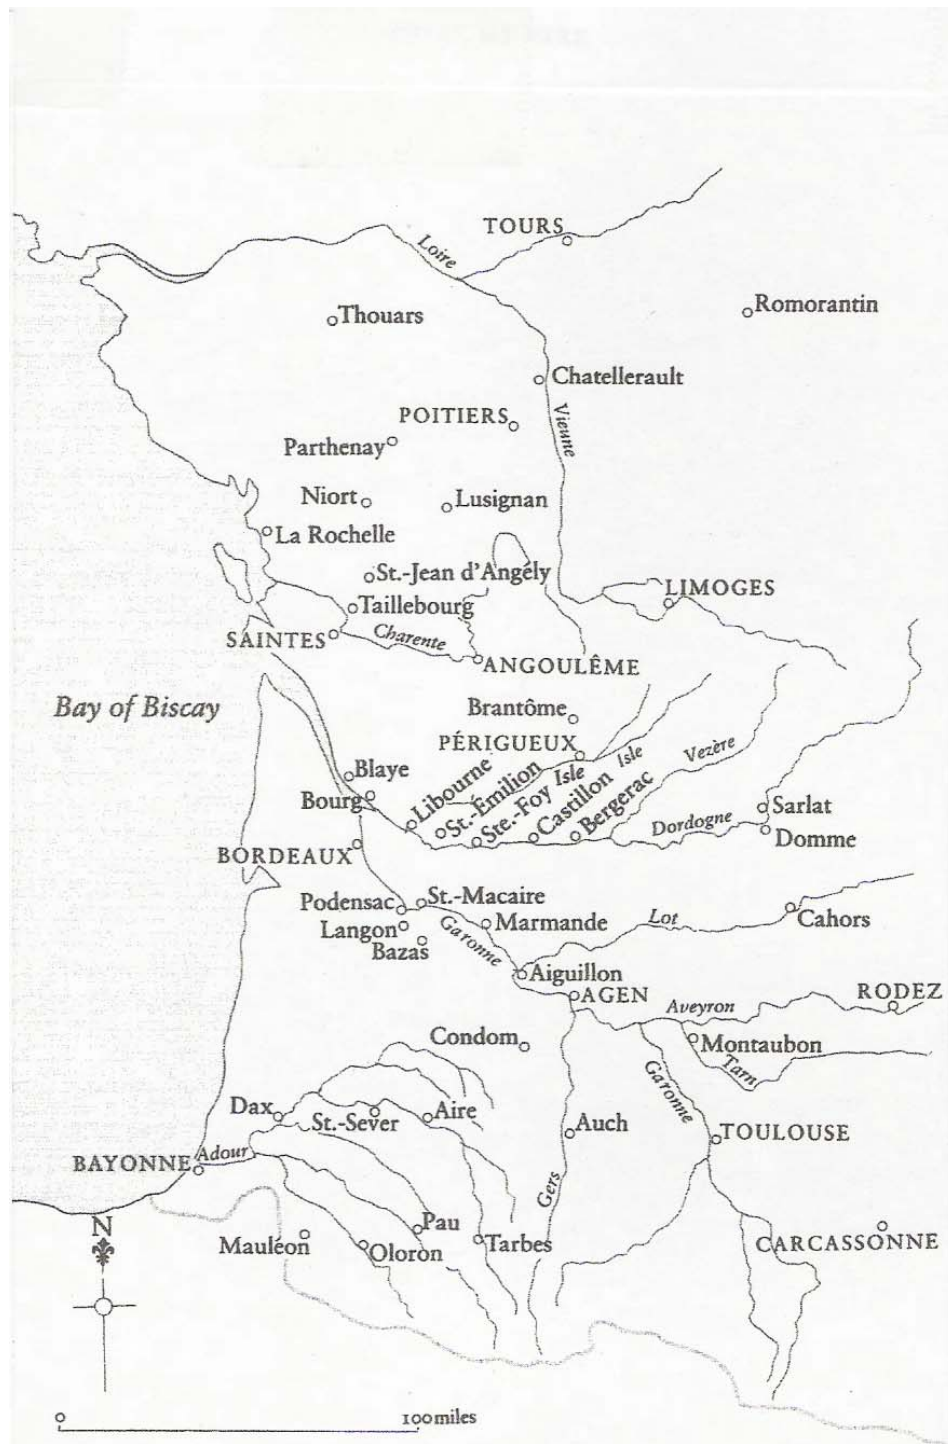 TOURS
Loire
Romorantin
Thouars
Chatellerault
POITIERS
Vieune
Parthenay
Niort
Lusignan
La Rochelle
St.-Jean d'Angély
LIMOGES
Taillebourg
SAINTES
Charente
ANGOULÊME
Bay of Biscay
Brantôme
PÉRIGUEUX
Isle
Vezère
Blaye
Libourne
St.-Émilion
Ste.-Foy
Isle
Castillon
Bergerac
Bourg
Dordogne
Sarlat
Domme
BORDEAUX
Podensac
St.-Macaire
Langon
Garonne
Marmande
Lot
Cahors
Bazas
Aiguillon
AGEN
Aveyron
RODEZ
Condom
Montaubon
Tarn
Garonne
Dax
St.-Sever
Aire
Auch
TOULOUSE
BAYONNE
Adour
Gers
N
Mauléon
Pau
Oloron
Tarbes
CARCASSONNE
0 100 miles